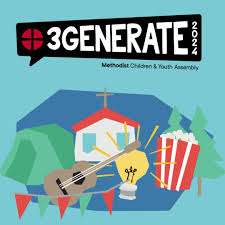 3GENERATE 2024
Methodist Children & Youth Assembly